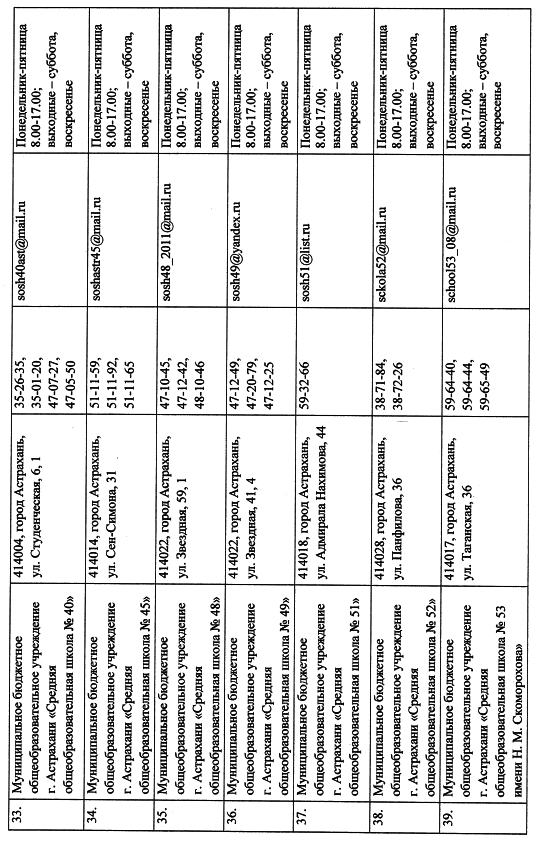 33.
Муниципальное бюджетное
общеобразовательное учреждение
г. Астрахани «Средняя
общеобразовательная школа № 40»
414004, город Астрахань,
ул. Студенческая, 6, 1
35-26-35,
35-01-20,
47-07-27,
47-05-50
sosh40ast@mail.ru
Понедельник-пятница
8.00-17.00;
выходные – суббота,
воскресенье
34.
Муниципальное бюджетное
общеобразовательное учреждение
г. Астрахани «Средняя
общеобразовательная школа № 45»
414014, город Астрахань,
ул. Сен-Симона, 31
51-11-59,
51-11-92,
51-11-65
soshastr45@mail.ru
Понедельник-пятница
8.00-17.00;
выходные – суббота,
воскресенье
35.
Муниципальное бюджетное
общеобразовательное учреждение
г. Астрахани «Средняя
общеобразовательная школа № 48»
414022, город Астрахань,
ул. Звездная, 59, 1
47-10-45,
47-12-42,
48-10-46
sosh48_2011@mail.ru
Понедельник-пятница
8.00-17.00;
выходные – суббота,
воскресенье
36.
Муниципальное бюджетное
общеобразовательное учреждение
г. Астрахани «Средняя
общеобразовательная школа № 49»
414022, город Астрахань,
ул. Звездная, 41, 4
47-12-49,
47-20-79,
47-12-25
sosh49@yandex.ru
Понедельник-пятница
8.00-17.00;
выходные – суббота,
воскресенье
37.
Муниципальное бюджетное
общеобразовательное учреждение
г. Астрахани «Средняя
общеобразовательная школа № 51»
414018, город Астрахань,
ул. Адмирала Нахимова, 44
59-32-66
sosh51@list.ru
Понедельник-пятница
8.00-17.00;
выходные – суббота,
воскресенье
38.
Муниципальное бюджетное
общеобразовательное учреждение
г. Астрахани «Средняя
общеобразовательная школа № 52»
414028, город Астрахань,
ул. Панфилова, 36
38-71-84,
38-72-26
sckola52@mail.ru
Понедельник-пятница
8.00-17.00;
выходные – суббота,
воскресенье
39.
Муниципальное бюджетное
общеобразовательное учреждение
г. Астрахани «Средняя
общеобразовательная школа № 53
имени Н. М. Скоморохова»
414017, город Астрахань,
ул. Таганская, 36
59-64-40,
59-64-44,
59-65-49
school53_08@mail.ru
Понедельник-пятница
8.00-17.00;
выходные – суббота,
воскресенье